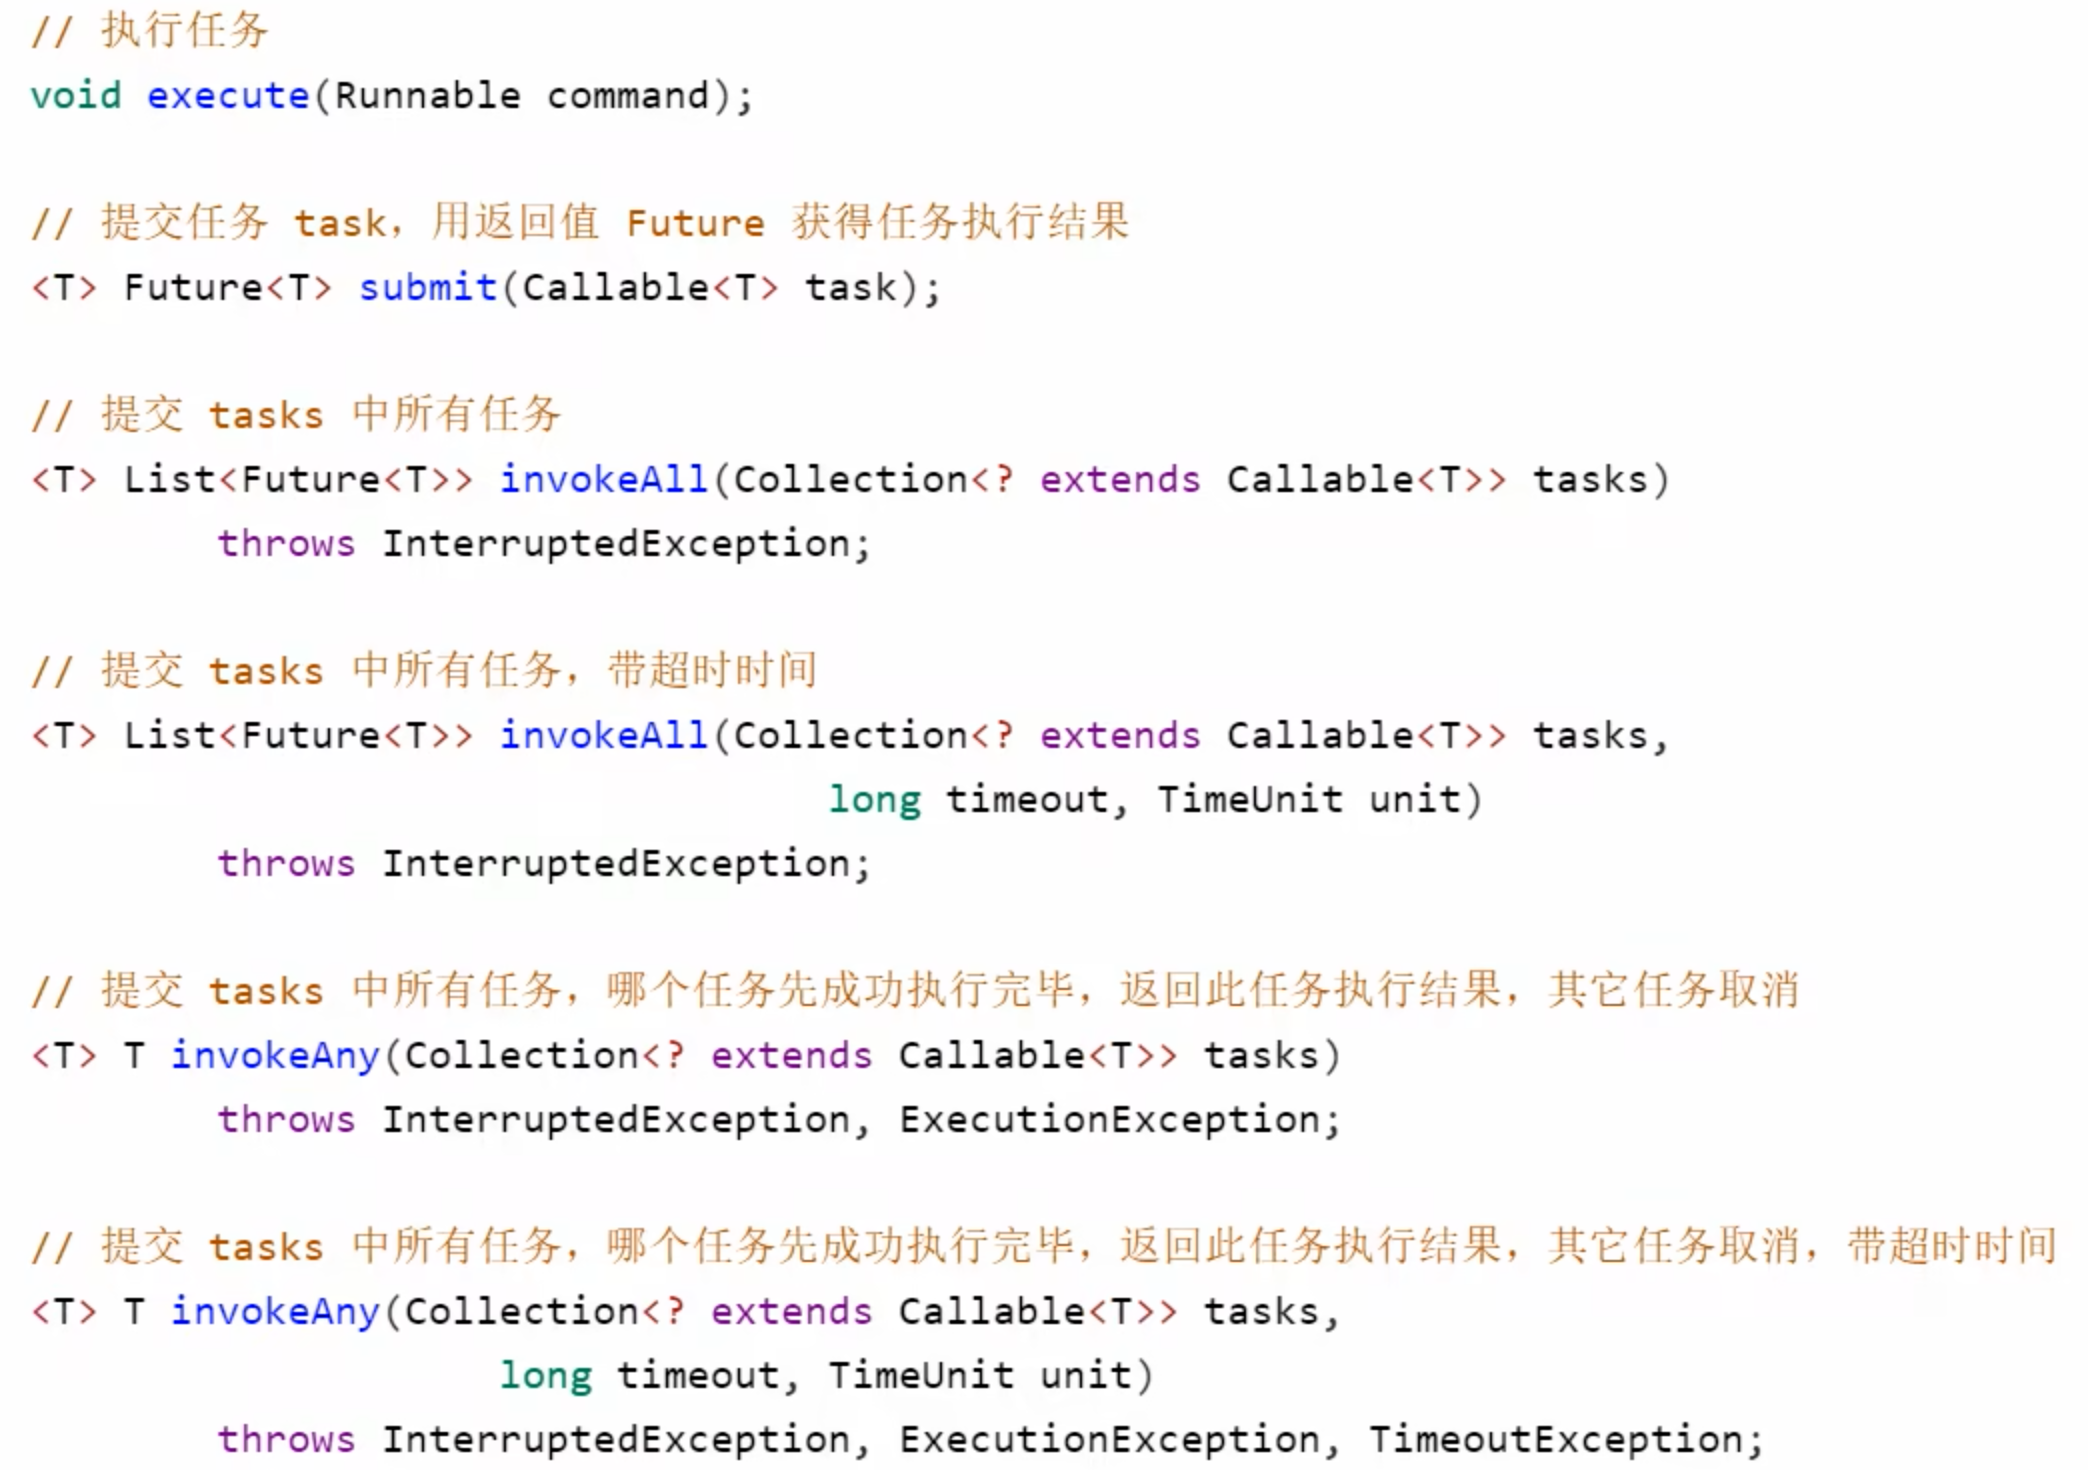 // 执行任务
void execute(Runnable command);
// 提交任务 task，用返回值 Future 获得任务执行结果
<T> Future<T> submit(Callable<T> task);
// 提交 tasks 中所有任务
<T> List<Future<T>> invokeAll(Collection<? extends Callable<T>> tasks)
throws InterruptedException;
// 提交 tasks 中所有任务，带超时时间
<T> List<Future<T>> invokeAll(Collection<? extends Callable<T>> tasks,
long timeout, TimeUnit unit)
throws InterruptedException;
// 提交 tasks 中所有任务，哪个任务先成功执行完毕，返回此任务执行结果，其它任务取消
<T> T invokeAny(Collection<? extends Callable<T>> tasks)
throws InterruptedException, ExecutionException;
// 提交 tasks 中所有任务，哪个任务先成功执行完毕，返回此任务执行结果，其它任务取消，带超时时间
<T> T invokeAny(Collection<? extends Callable<T>> tasks,
long timeout, TimeUnit unit)
throws InterruptedException, ExecutionException, TimeoutException;